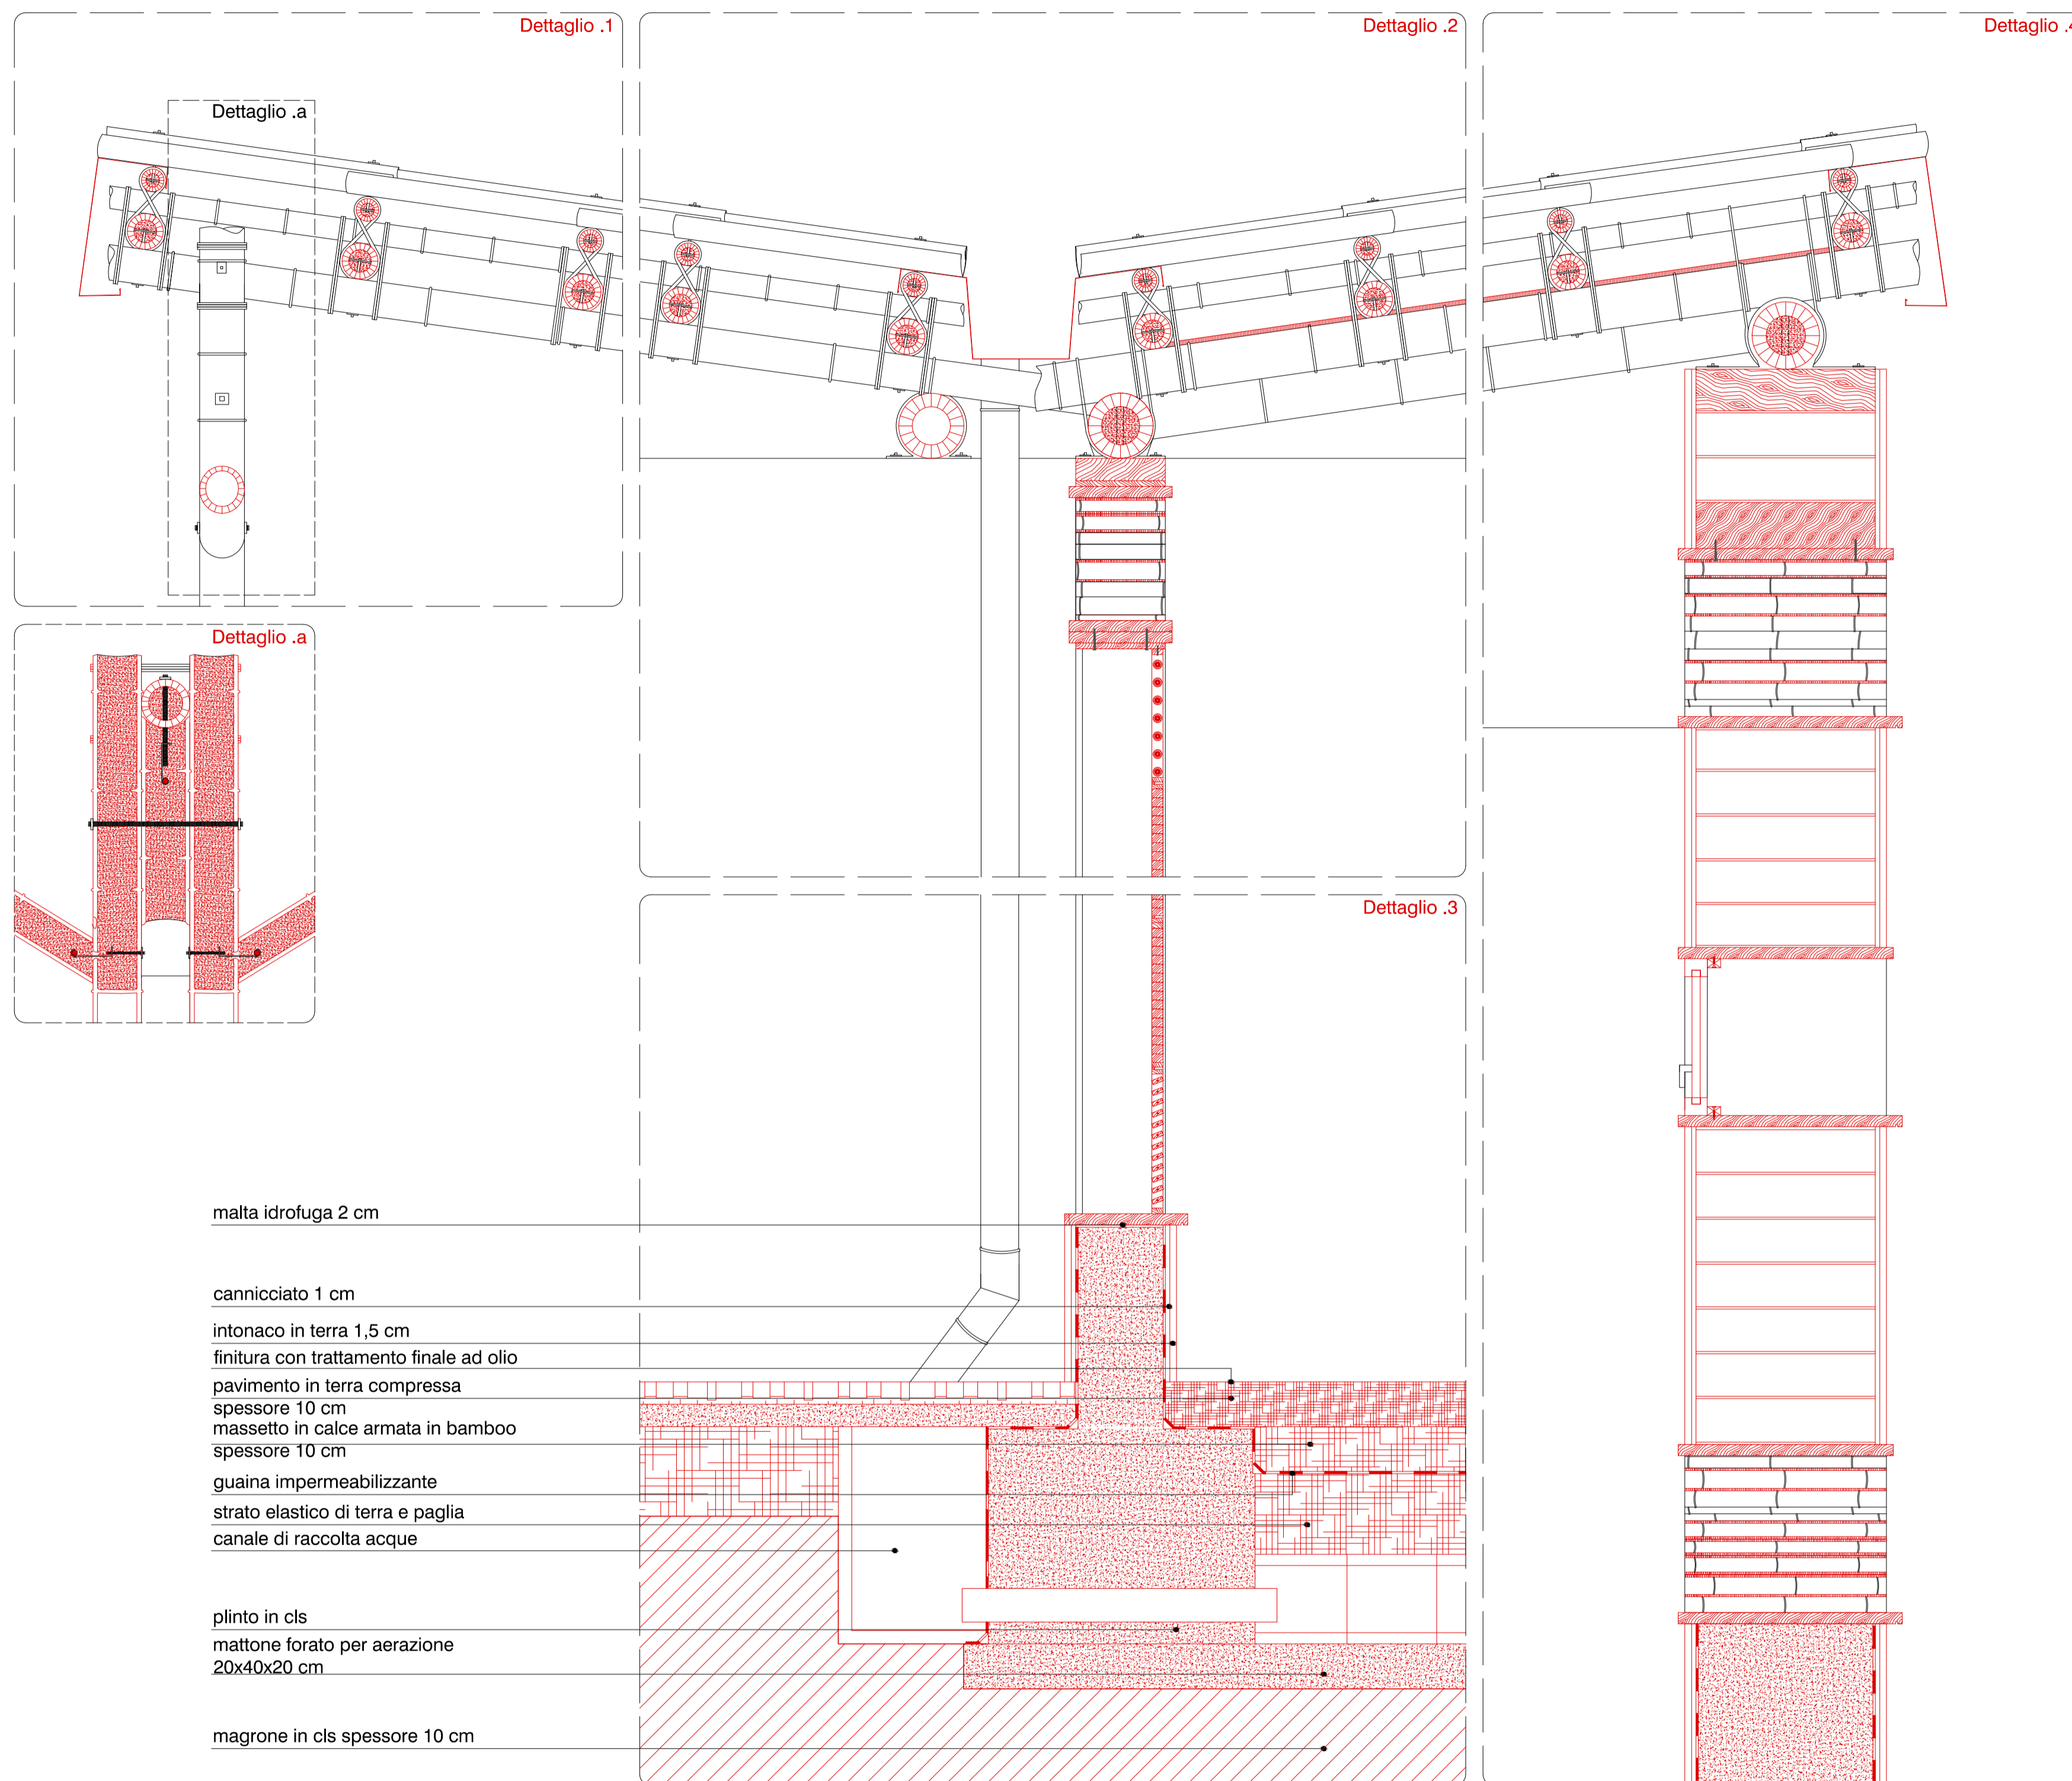 Dettaglio .1
Dettaglio .2
Dettaglio .4
Dettaglio .a
Dettaglio .a
Dettaglio .3
malta idrofuga 2 cm
cannicciato 1 cm
intonaco in terra 1,5 cm
finitura con trattamento finale ad olio
pavimento in terra compressa
spessore 10 cm
massetto in calce armata in bamboo
spessore 10 cm
guaina impermeabilizzante
strato elastico di terra e paglia
canale di raccolta acque
plinto in cls
mattone forato per aerazione
20x40x20 cm
magrone in cls spessore 10 cm